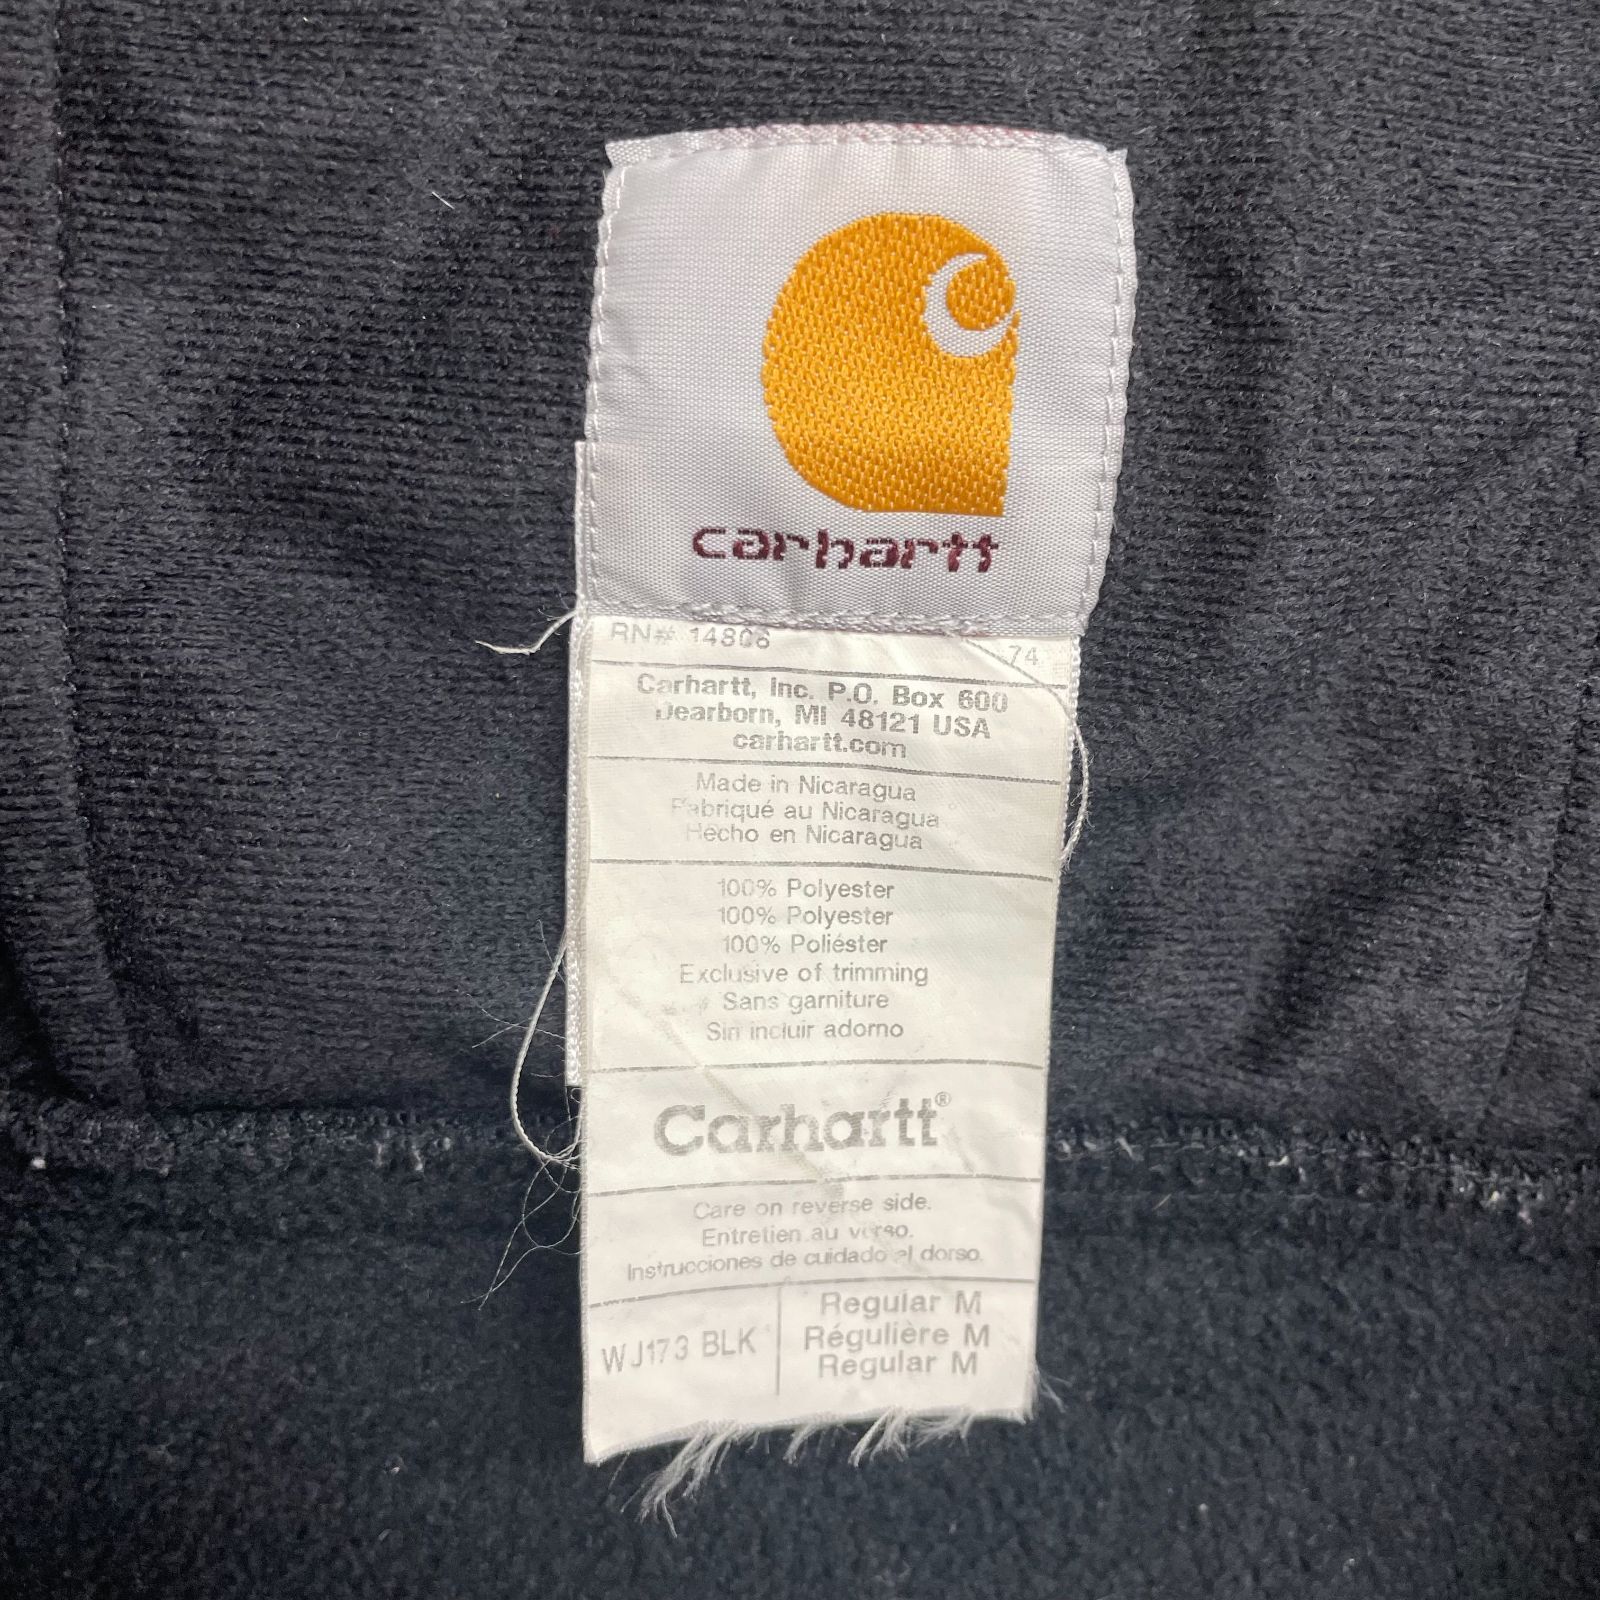 carhartt
RN# 14806 74
Carhartt, Inc. P.O. Box 600
Dearborn, MI 48121 USA
carhartt.com
Made in Nicaragua
Fabriqué au Nicaragua
Hecho en Nicaragua
100% Polyester
100% Polyester
100% Poliéster
Exclusive of trimming
Sans garniture
Sin incluir adorno
Carhartt®
Care on reverse side.
Entretien au verso.
Instrucciones de cuidado al dorso.
WJ173 BLK
Regular M
Régulière M
Regular M